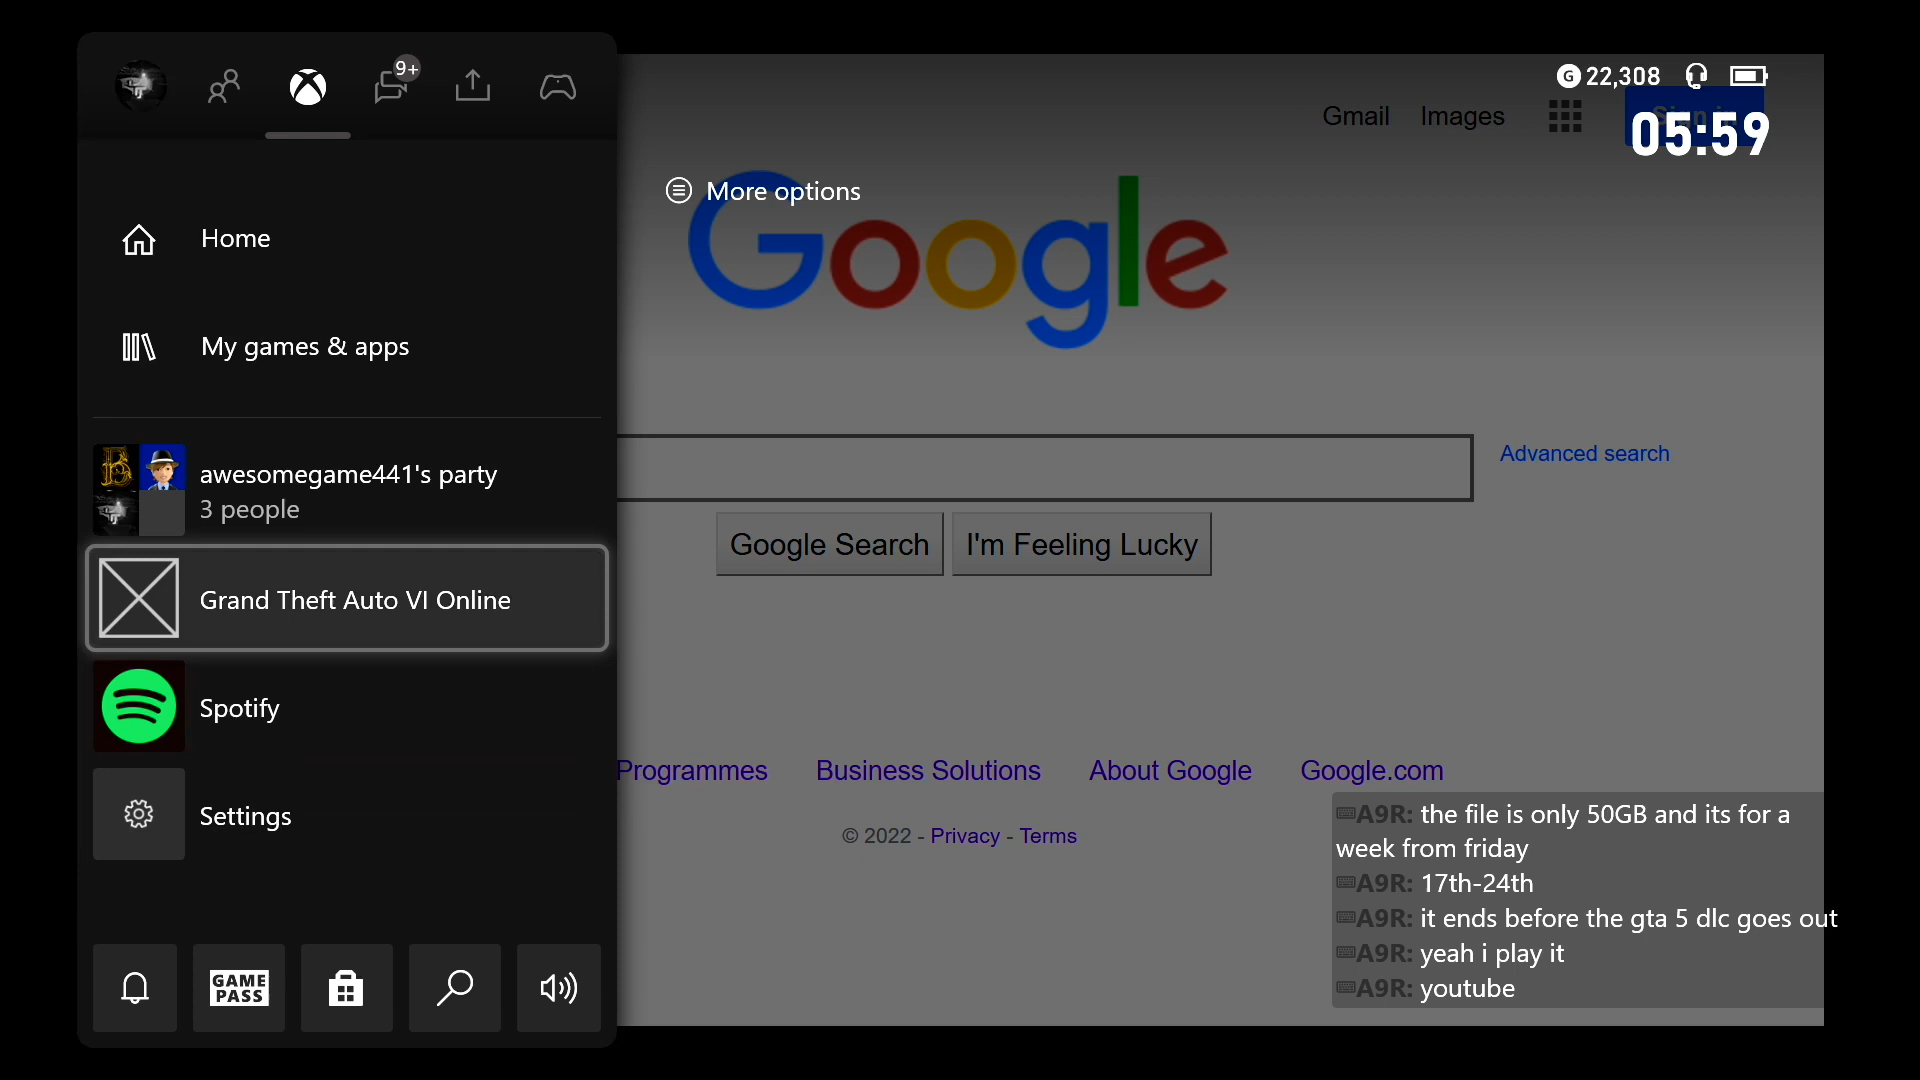 9+
G 22,308
Gmail
Images
05:59
More options
Google
Home
My games & apps
awesomegame441's party
3 people
Advanced search
Google Search
I'm Feeling Lucky
Grand Theft Auto VI Online
Spotify
Settings
Programmes
Business Solutions
About Google
Google.com
© 2022 - Privacy - Terms
A9R: the file is only 50GB and its for a
week from friday
A9R: 17th-24th
A9R: it ends before the gta 5 dlc goes out
A9R: yeah i play it
A9R: youtube
GAME
PASS